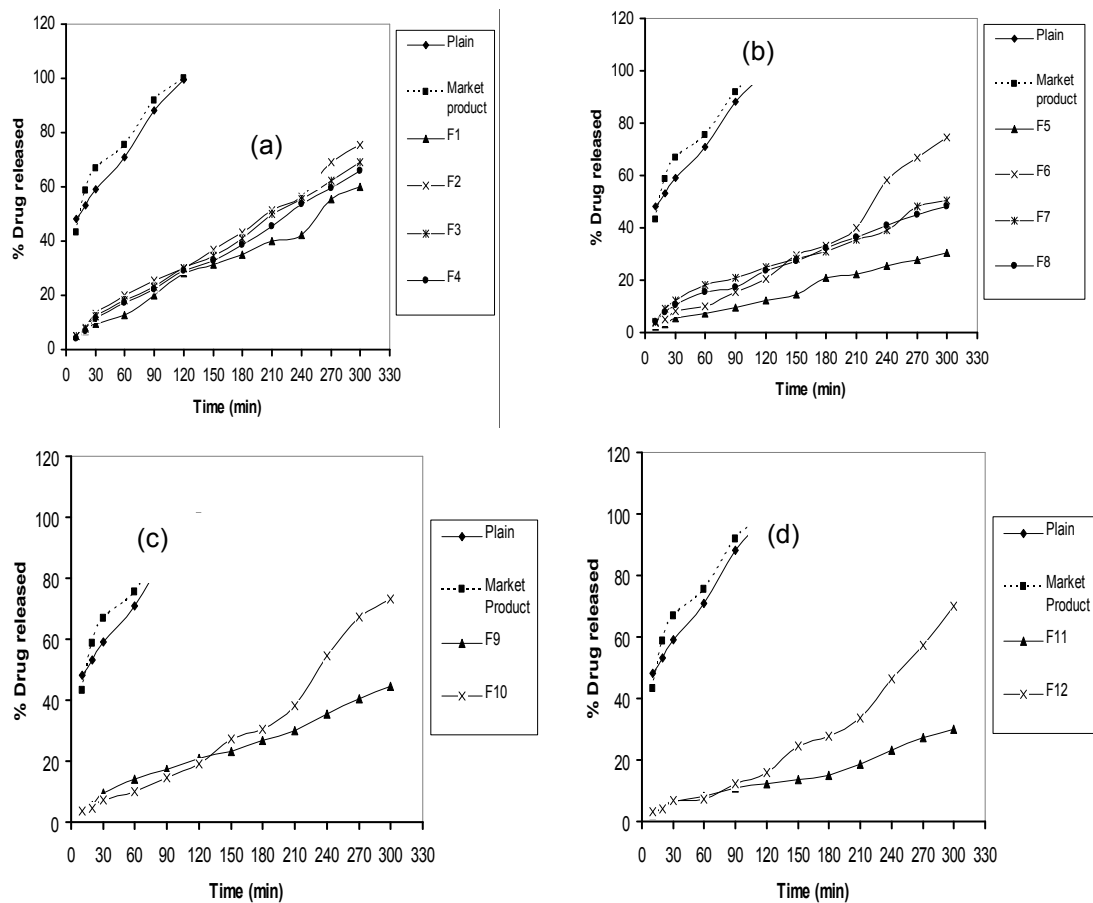 120
100
80
60
40
20
0
% Drug released
0 30 60 90 120 150 180 210 240 270 300 330
Time (min)
(a)
Plain
Market
product
F1
F2
F3
F4
120
100
80
60
40
20
0
% Drug released
0 30 60 90 120 150 180 210 240 270 300 330
Time (min)
(b)
Plain
Market
product
F5
F6
F7
F8
120
100
80
60
40
20
0
% Drug released
0 30 60 90 120 150 180 210 240 270 300 330
Time (min)
(c)
Plain
Market
Product
F9
F10
120
100
80
60
40
20
0
% Drug released
0 30 60 90 120 150 180 210 240 270 300 330
Time (min)
(d)
Plain
Market
Product
F11
F12